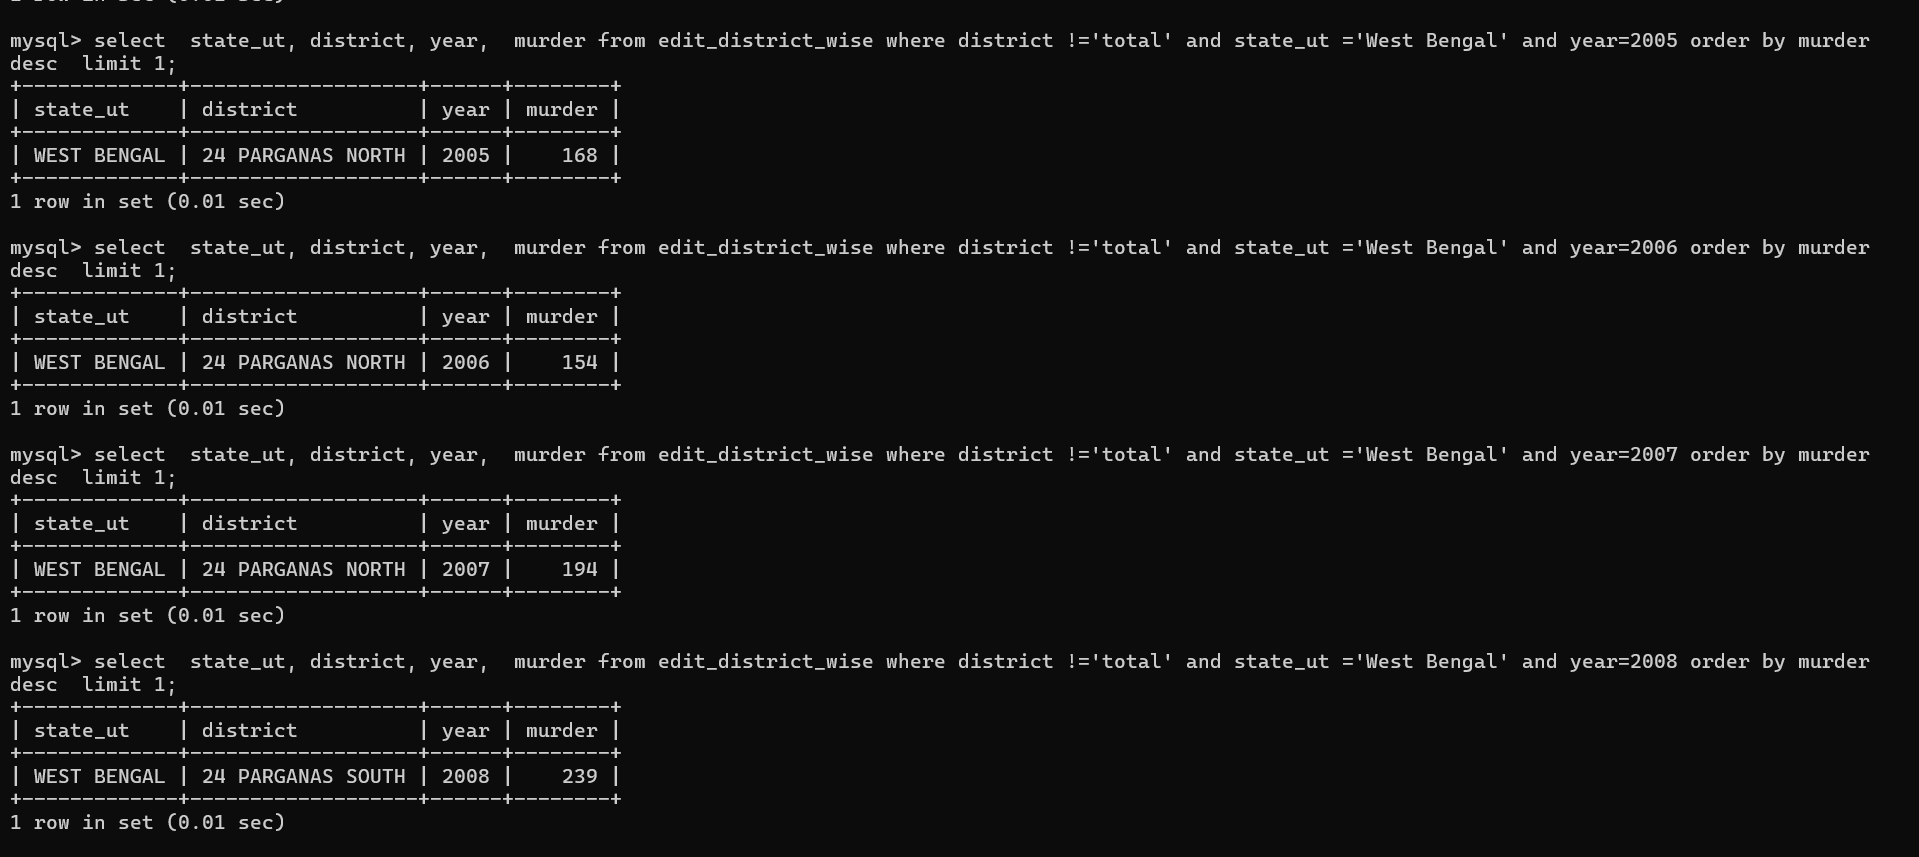 mysql> select  state_ut, district, year,  murder from edit_district_wise where district !='total' and state_ut ='West Bengal' and year=2005 order by murder
desc  limit 1;
+-------------+-------------------+------+--------+
| state_ut    | district          | year | murder |
+-------------+-------------------+------+--------+
| WEST BENGAL | 24 PARGANAS NORTH | 2005 |    168 |
+-------------+-------------------+------+--------+
1 row in set (0.01 sec)
mysql> select  state_ut, district, year,  murder from edit_district_wise where district !='total' and state_ut ='West Bengal' and year=2006 order by murder
desc  limit 1;
+-------------+-------------------+------+--------+
| state_ut    | district          | year | murder |
+-------------+-------------------+------+--------+
| WEST BENGAL | 24 PARGANAS NORTH | 2006 |    154 |
+-------------+-------------------+------+--------+
1 row in set (0.01 sec)
mysql> select  state_ut, district, year,  murder from edit_district_wise where district !='total' and state_ut ='West Bengal' and year=2007 order by murder
desc  limit 1;
+-------------+-------------------+------+--------+
| state_ut    | district          | year | murder |
+-------------+-------------------+------+--------+
| WEST BENGAL | 24 PARGANAS NORTH | 2007 |    194 |
+-------------+-------------------+------+--------+
1 row in set (0.01 sec)
mysql> select  state_ut, district, year,  murder from edit_district_wise where district !='total' and state_ut ='West Bengal' and year=2008 order by murder
desc  limit 1;
+-------------+-------------------+------+--------+
| state_ut    | district          | year | murder |
+-------------+-------------------+------+--------+
| WEST BENGAL | 24 PARGANAS SOUTH | 2008 |    239 |
+-------------+-------------------+------+--------+
1 row in set (0.01 sec)